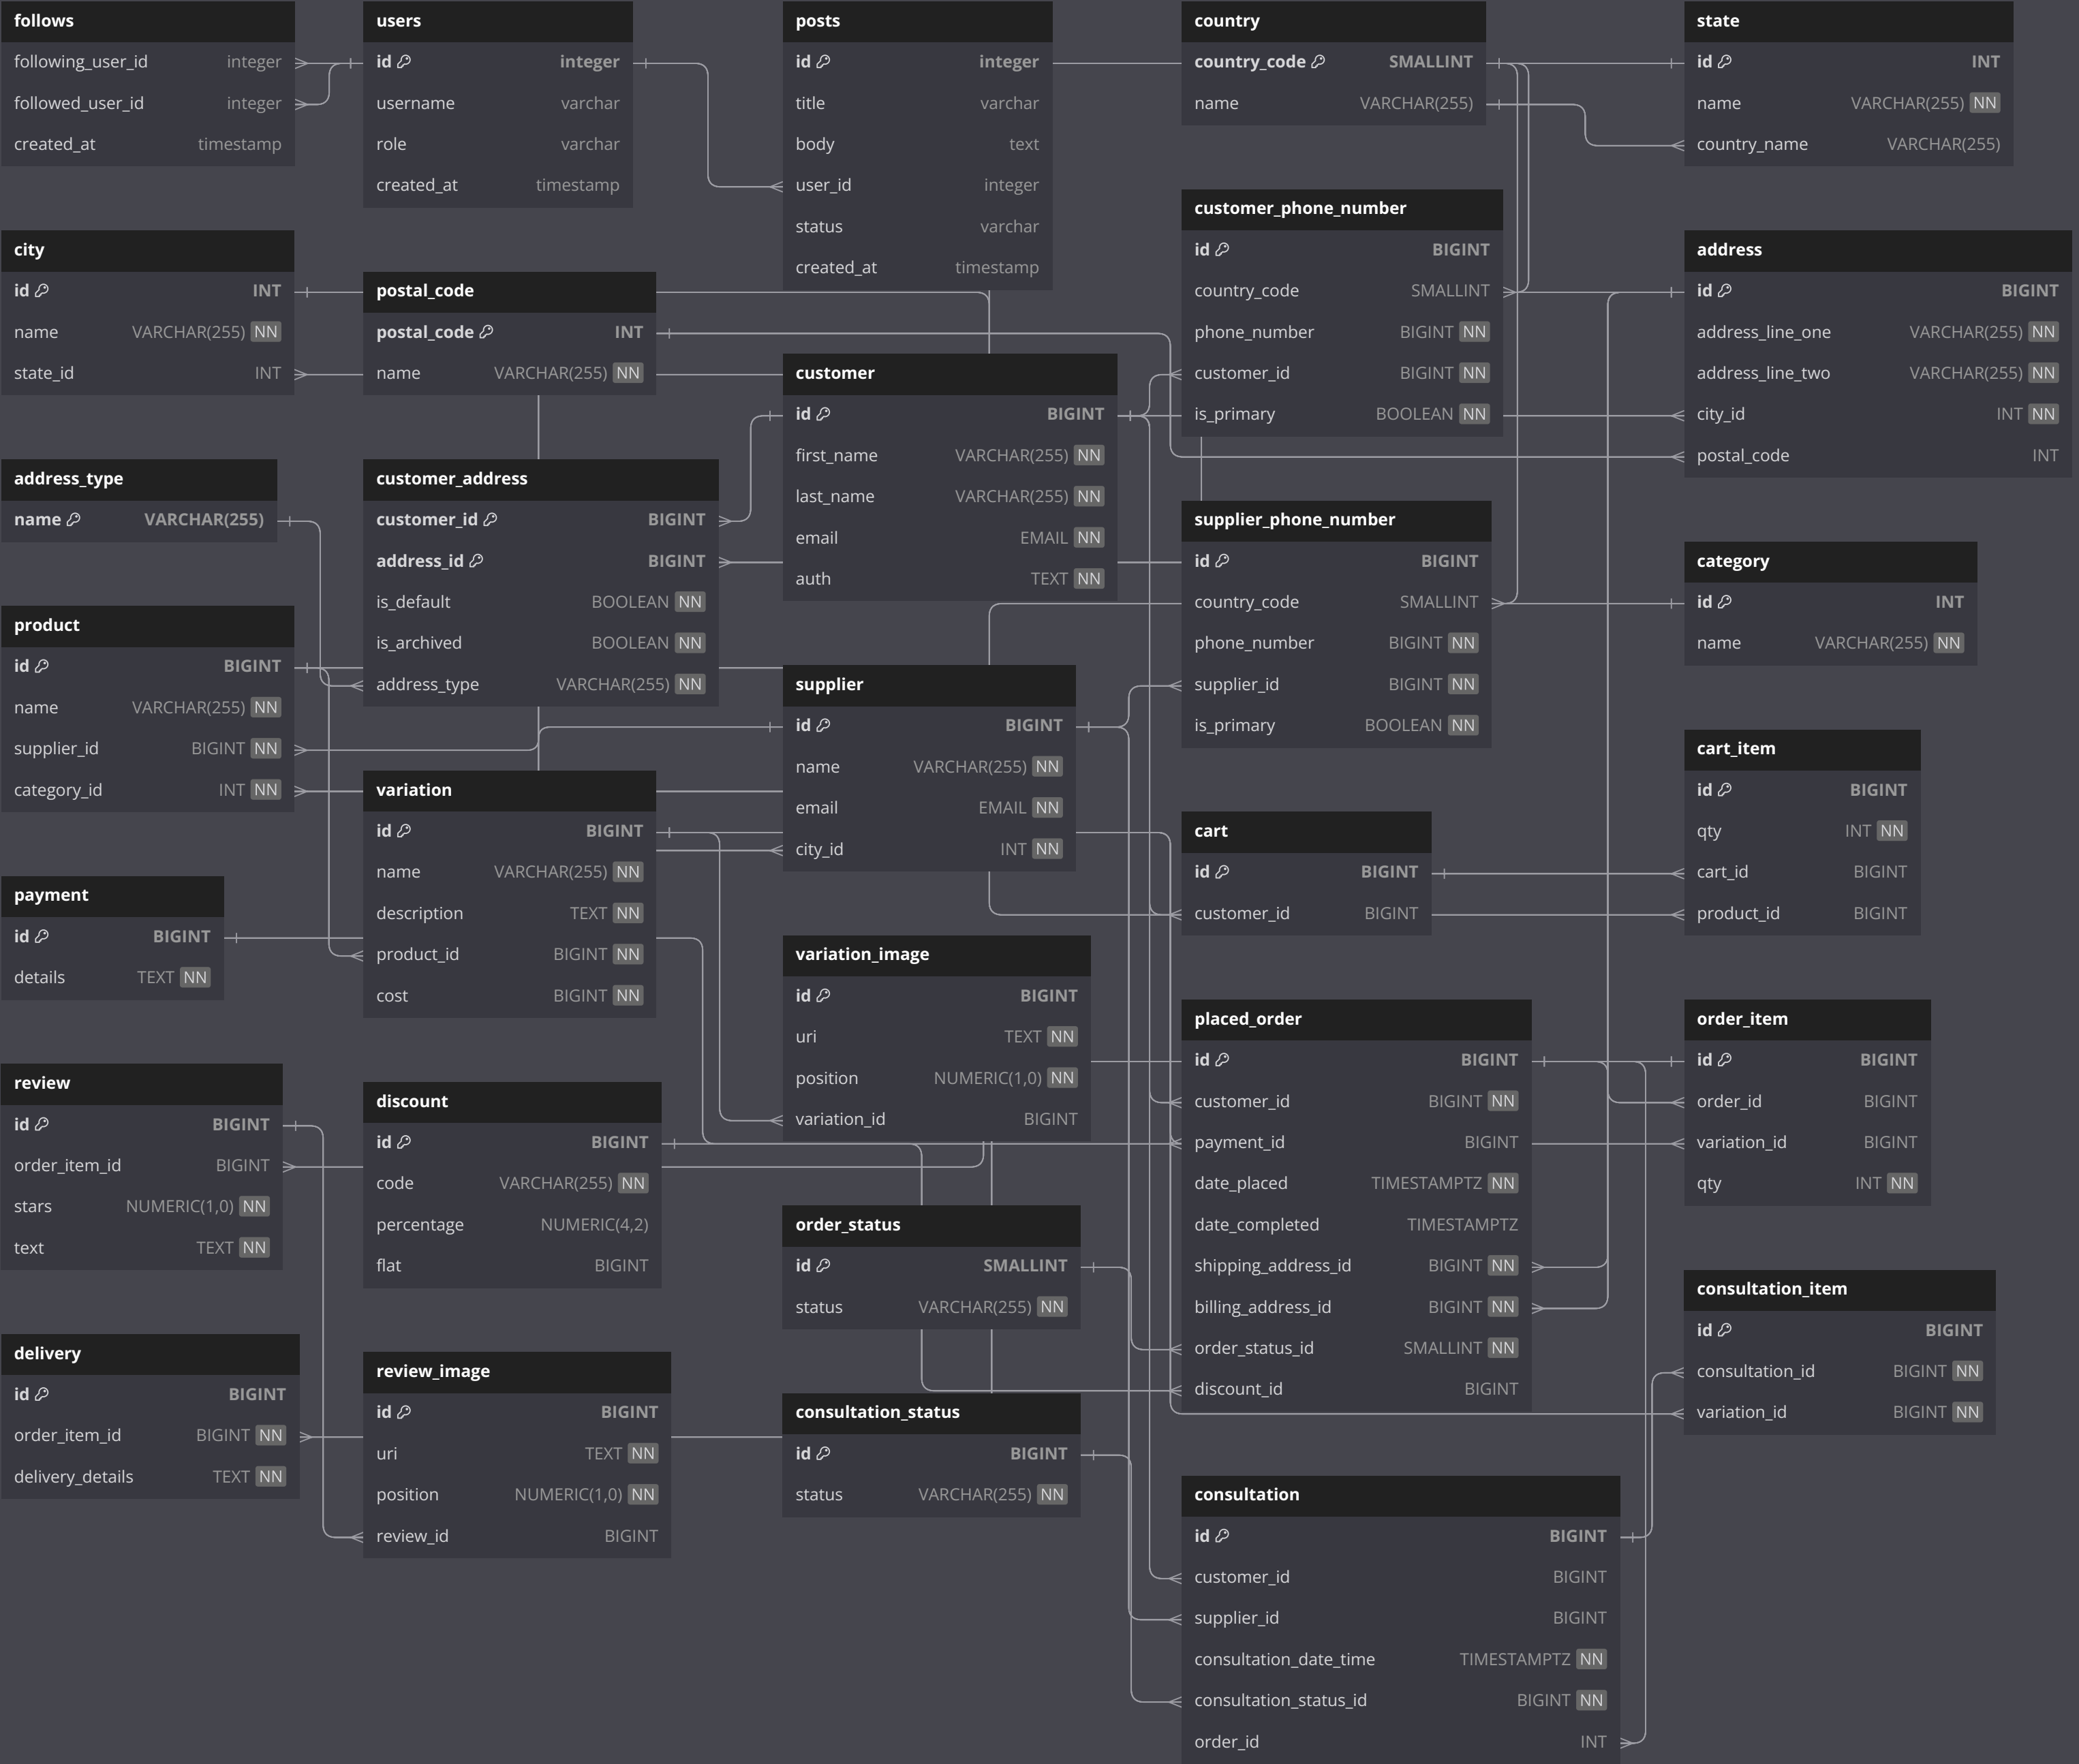 follows
following_user_id integer
followed_user_id integer
created_at timestamp
users
id integer
username varchar
role varchar
created_at timestamp
posts
id integer
title varchar
body text
user_id integer
status varchar
created_at timestamp
country
country_code SMALLINT
name VARCHAR(255)
state
id INT
name VARCHAR(255) NN
country_name VARCHAR(255)
city
id INT
name VARCHAR(255) NN
state_id INT
postal_code
postal_code INT
name VARCHAR(255) NN
customer
id BIGINT
first_name VARCHAR(255) NN
last_name VARCHAR(255) NN
email EMAIL NN
auth TEXT NN
customer_phone_number
id BIGINT
country_code SMALLINT
phone_number BIGINT NN
customer_id BIGINT NN
is_primary BOOLEAN NN
address
id BIGINT
address_line_one VARCHAR(255) NN
address_line_two VARCHAR(255) NN
city_id INT NN
postal_code INT
address_type
name VARCHAR(255)
customer_address
customer_id BIGINT
address_id BIGINT
is_default BOOLEAN NN
is_archived BOOLEAN NN
address_type VARCHAR(255) NN
supplier_phone_number
id BIGINT
country_code SMALLINT
phone_number BIGINT NN
supplier_id BIGINT NN
is_primary BOOLEAN NN
category
id INT
name VARCHAR(255) NN
product
id BIGINT
name VARCHAR(255) NN
supplier_id BIGINT NN
category_id INT NN
supplier
id BIGINT
name VARCHAR(255) NN
email EMAIL NN
city_id INT NN
cart_item
id BIGINT
qty INT NN
cart_id BIGINT
product_id BIGINT
variation
id BIGINT
name VARCHAR(255) NN
description TEXT NN
product_id BIGINT NN
cost BIGINT NN
cart
id BIGINT
customer_id BIGINT
payment
id BIGINT
details TEXT NN
variation_image
id BIGINT
uri TEXT NN
position NUMERIC(1,0) NN
variation_id BIGINT
placed_order
id BIGINT
customer_id BIGINT NN
payment_id BIGINT
date_placed TIMESTAMPTZ NN
date_completed TIMESTAMPTZ
shipping_address_id BIGINT NN
billing_address_id BIGINT NN
order_status_id SMALLINT NN
discount_id BIGINT
order_item
id BIGINT
order_id BIGINT
variation_id BIGINT
qty INT NN
review
id BIGINT
order_item_id BIGINT
stars NUMERIC(1,0) NN
text TEXT NN
discount
id BIGINT
code VARCHAR(255) NN
percentage NUMERIC(4,2)
flat BIGINT
order_status
id SMALLINT
status VARCHAR(255) NN
consultation_item
id BIGINT
consultation_id BIGINT NN
variation_id BIGINT NN
delivery
id BIGINT
order_item_id BIGINT NN
delivery_details TEXT NN
review_image
id BIGINT
uri TEXT NN
position NUMERIC(1,0) NN
review_id BIGINT
consultation_status
id BIGINT
status VARCHAR(255) NN
consultation
id BIGINT
customer_id BIGINT
supplier_id BIGINT
consultation_date_time TIMESTAMPTZ NN
consultation_status_id BIGINT NN
order_id INT